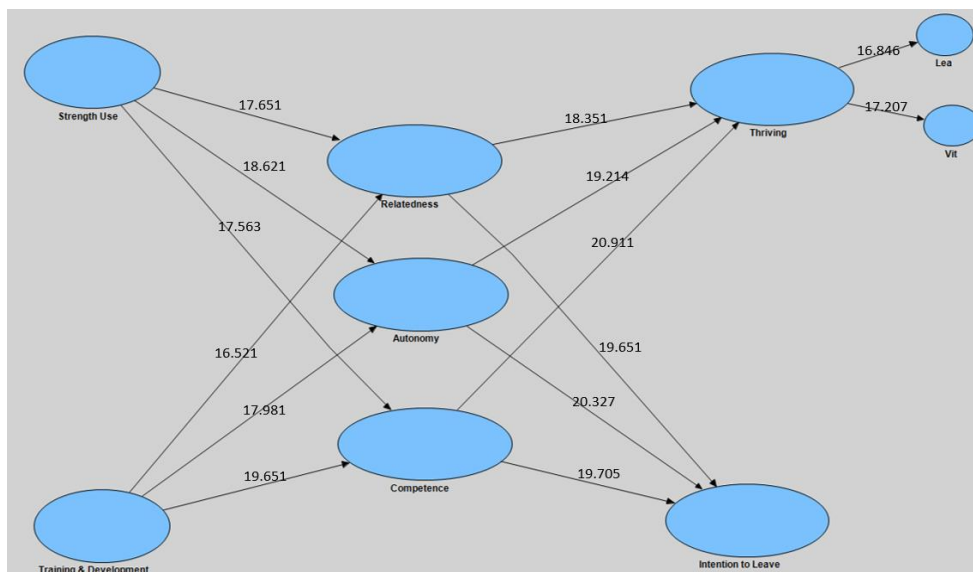 Strength Use
17.651
18.621
17.563
Relatedness
18.351
19.214
20.911
Thriving
16.846
Lea
17.207
Vit
Autonomy
16.521
17.981
19.651
19.651
20.327
Competence
19.705
Training & Development
Intention to Leave